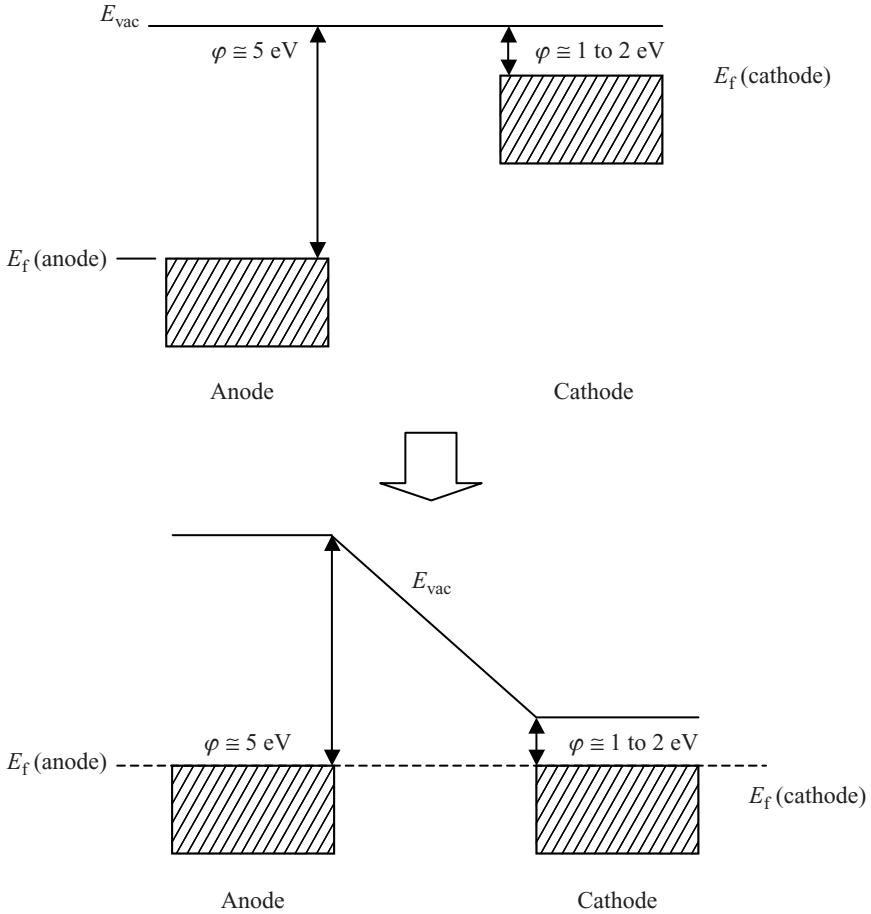 E_vac
φ ≅ 5 eV
φ ≅ 1 to 2 eV
E_f (cathode)
E_f (anode)
Anode
Cathode
E_vac
φ ≅ 5 eV
φ ≅ 1 to 2 eV
E_f (anode)
E_f (cathode)
Anode
Cathode